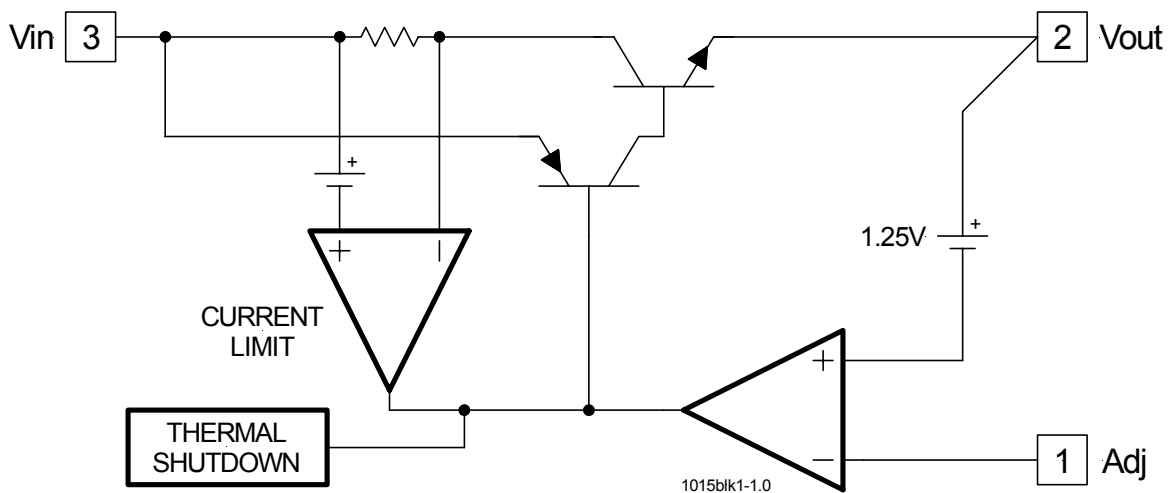 Vin 3
2 Vout
+
+
1.25V
+ −
CURRENT
LIMIT
+
THERMAL
SHUTDOWN
−
1 Adj
1015blk1-1.0